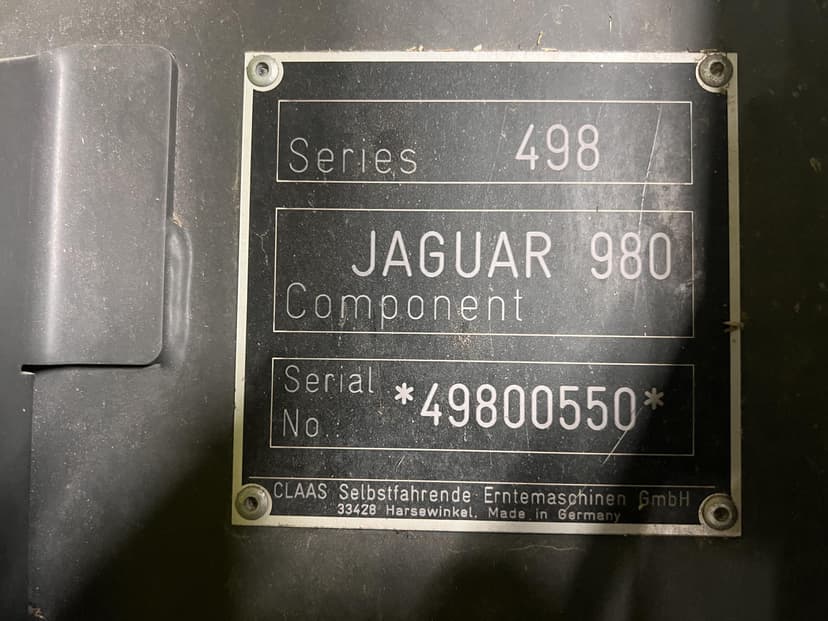 Series 498
JAGUAR 980
Component
Serial
No *49800550*
CLAAS Selbstfahrende Erntemaschinen GmbH
33428 Harsewinkel, Made in Germany